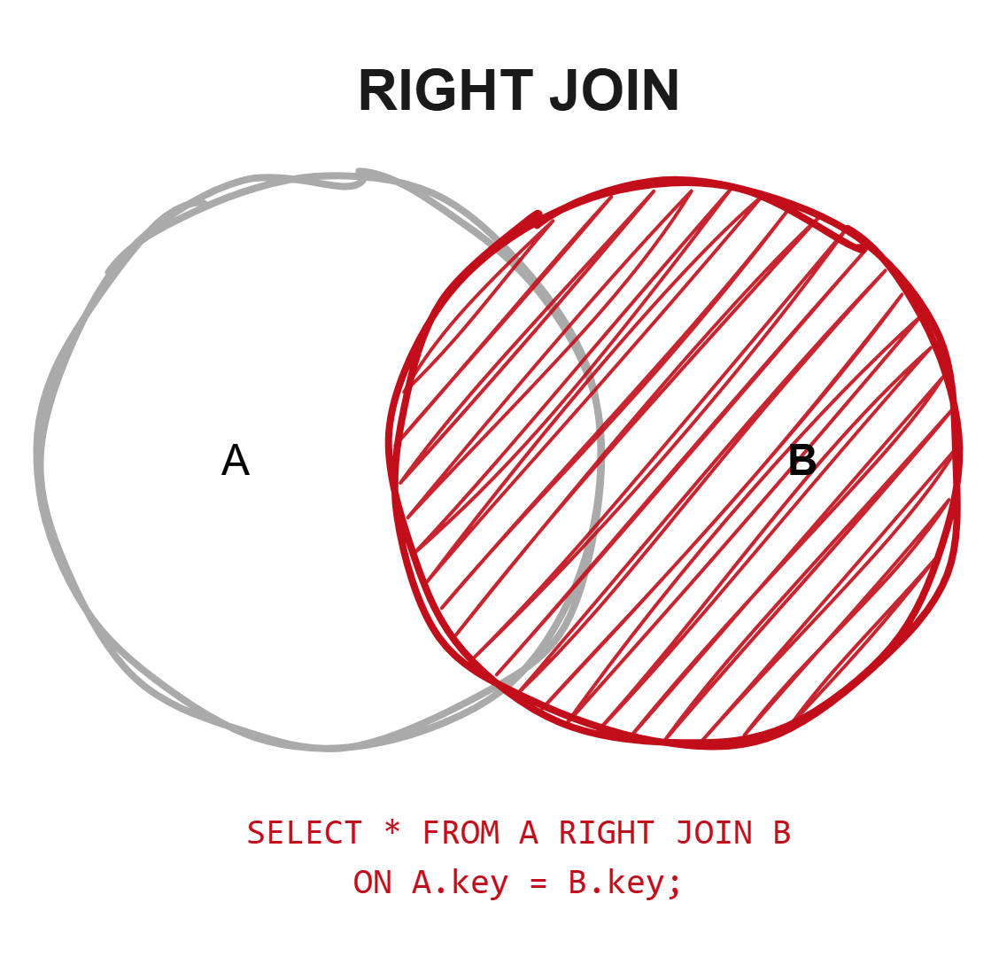 RIGHT JOIN
A
B
SELECT * FROM A RIGHT JOIN B
ON A.key = B.key;